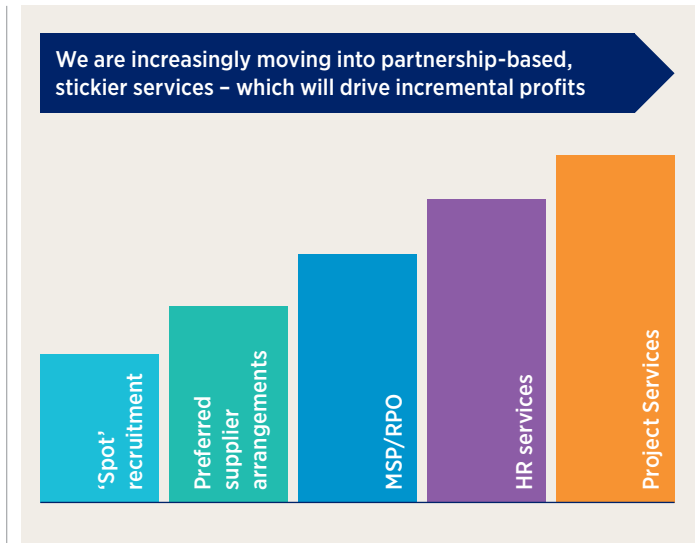 We are increasingly moving into partnership-based,
stickier services – which will drive incremental profits
‘Spot’
recruitment
Preferred
supplier
arrangements
MSP/RPO
HR services
Project Services